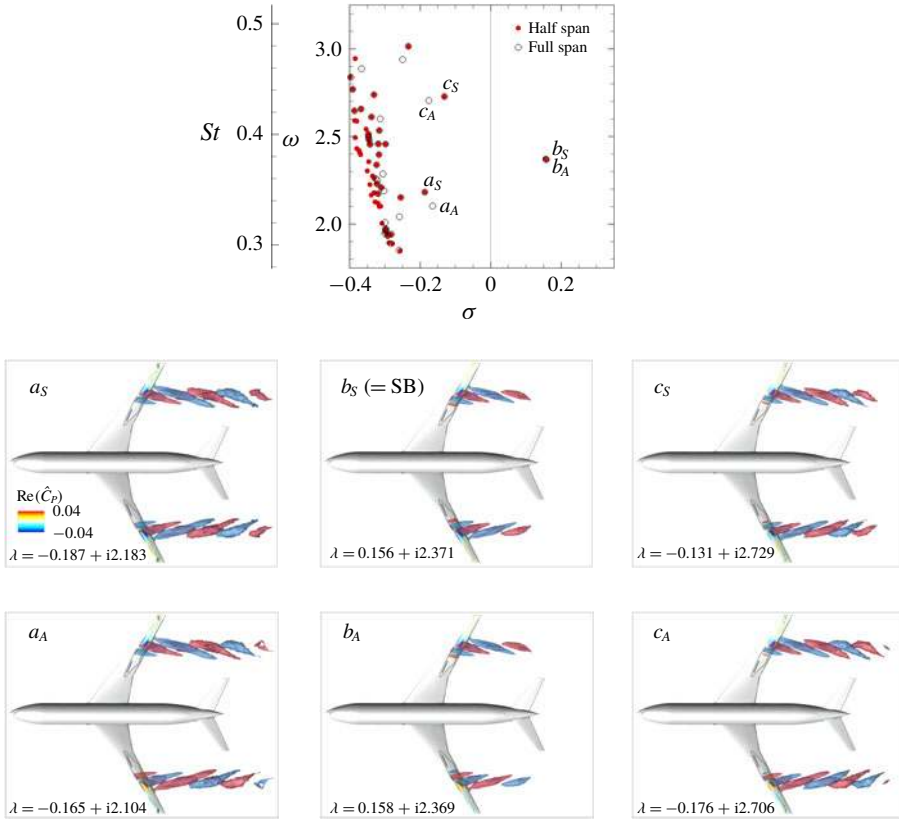 0.5
0.4
0.3
St
3.0
2.5
2.0
ω
Half span
Full span
c_S
c_A
b_S
b_A
a_S
a_A
−0.4
−0.2
0
0.2
σ
a_S
Re(Ĉ_P)
0.04
−0.04
λ = −0.187 + i2.183
b_S (= SB)
λ = 0.156 + i2.371
c_S
λ = −0.131 + i2.729
a_A
λ = −0.165 + i2.104
b_A
λ = 0.158 + i2.369
c_A
λ = −0.176 + i2.706